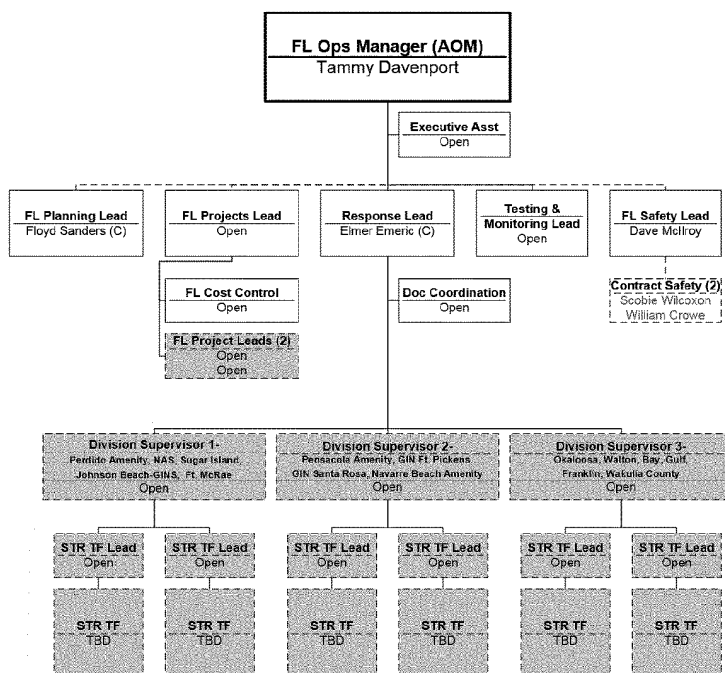 FL Ops Manager (AOM)
Tammy Davenport
Executive Asst
Open
FL Planning Lead
Floyd Sanders (C)
FL Projects Lead
Open
Response Lead
Elmer Emeric (C)
Testing &
Monitoring Lead
Open
FL Safety Lead
Dave McIlroy
FL Cost Control
Open
Doc Coordination
Open
Contract Safety (2)
Scobie Wilcoxon
William Crowe
FL Project Leads (2)
Open
Open
Division Supervisor 1-
Perdido Amenity, NAS, Sugar Island
Johnson Beach-GINS, Ft. McRae
Open
Division Supervisor 2-
Pensacola Amenity, GIN Ft. Pickens
GIN Santa Rosa, Navarre Beach Amenity
Open
Division Supervisor 3-
Okaloosa, Walton, Bay, Gulf,
Franklin, Wakulla County
Open
STR TF Lead
Open
STR TF Lead
Open
STR TF Lead
Open
STR TF Lead
Open
STR TF Lead
Open
STR TF Lead
Open
STR TF
TBD
STR TF
TBD
STR TF
TBD
STR TF
TBD
STR TF
TBD
STR TF
TBD